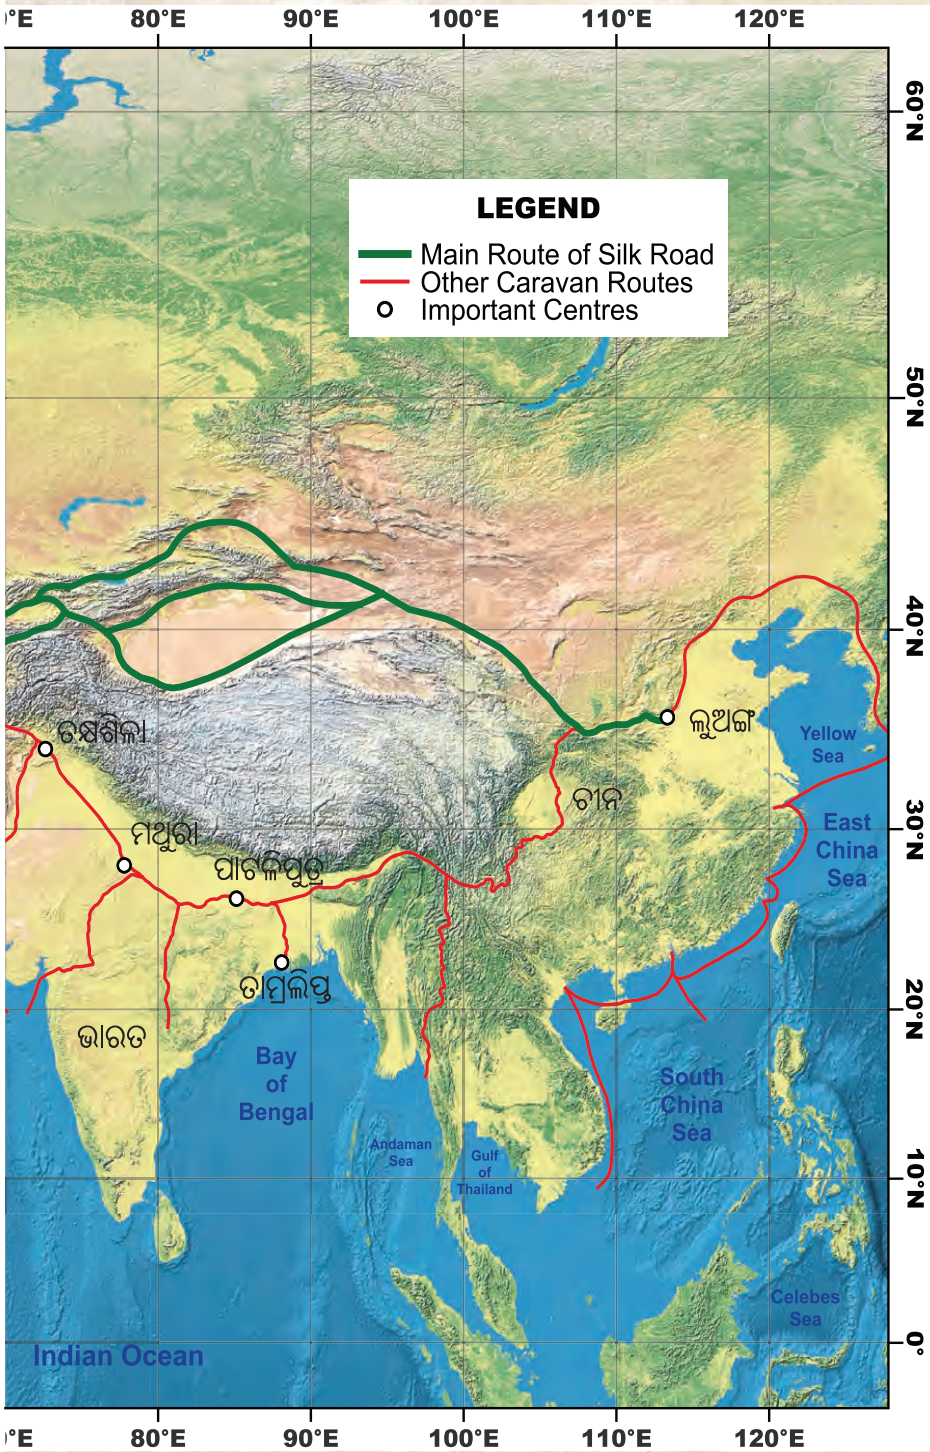 0°E 80°E 90°E 100°E 110°E 120°E
60°N
LEGEND
Main Route of Silk Road
Other Caravan Routes
Important Centres
50°N
40°N
ତକ୍ଷଶିଳା
ଲୁଅଙ୍ଗ
Yellow
Sea
ଚୀନ
30°N
ମଥୁରା
East
China
Sea
ପାଟଳିପୁତ୍ର
ତାମ୍ରଲିପ୍ତ
20°N
ଭାରତ
Bay
of
Bengal
South
China
Sea
Andaman
Sea
Gulf
of
Thailand
10°N
Celebes
Sea
0°
Indian Ocean
0°E 80°E 90°E 100°E 110°E 120°E